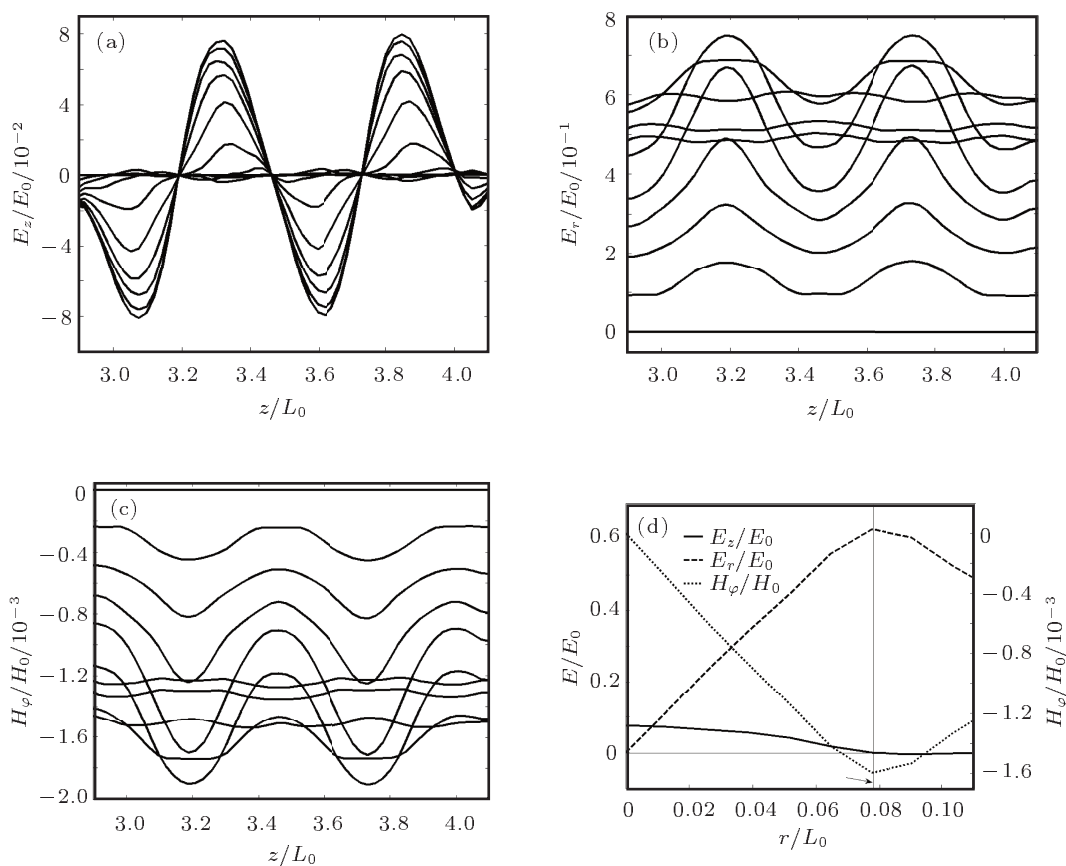 (a)
8
4
0
−4
−8
E_z/E_0/10^{−2}
3.0 3.2 3.4 3.6 3.8 4.0
z/L_0
(b)
8
6
4
2
0
E_r/E_0/10^{−1}
3.0 3.2 3.4 3.6 3.8 4.0
z/L_0
(c)
0
−0.4
−0.8
−1.2
−1.6
−2.0
H_φ/H_0/10^{−3}
3.0 3.2 3.4 3.6 3.8 4.0
z/L_0
(d)
E_z/E_0
E_r/E_0
H_φ/H_0
0.6
0.4
0.2
0
E/E_0
0
−0.4
−0.8
−1.2
−1.6
H_φ/H_0/10^{−3}
0 0.02 0.04 0.06 0.08 0.10
r/L_0